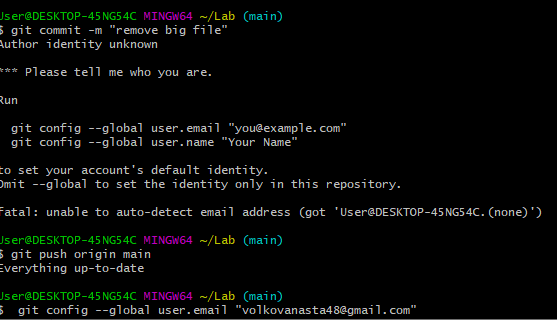 User@DESKTOP-45NG54C MINGW64 ~/Lab (main)
$ git commit -m "remove big file"
Author identity unknown
*** Please tell me who you are.
Run
git config --global user.email "you@example.com"
git config --global user.name "Your Name"
to set your account's default identity.
Omit --global to set the identity only in this repository.
fatal: unable to auto-detect email address (got 'User@DESKTOP-45NG54C.(none)')
User@DESKTOP-45NG54C MINGW64 ~/Lab (main)
$ git push origin main
Everything up-to-date
User@DESKTOP-45NG54C MINGW64 ~/Lab (main)
$ git config --global user.email "volkovanasta48@gmail.com"